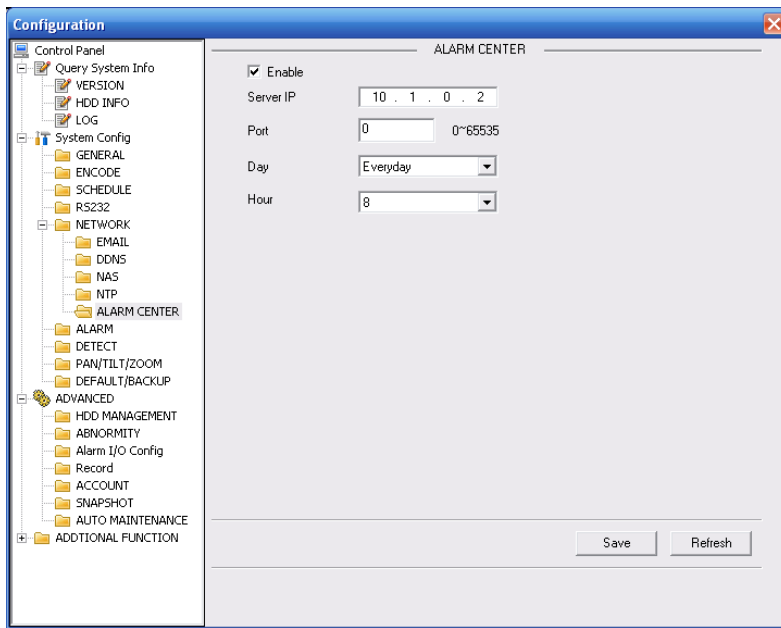 Configuration
Control Panel
Query System Info
VERSION
HDD INFO
LOG
System Config
GENERAL
ENCODE
SCHEDULE
RS232
NETWORK
EMAIL
DDNS
NAS
NTP
ALARM CENTER
ALARM
DETECT
PAN/TILT/ZOOM
DEFAULT/BACKUP
ADVANCED
HDD MANAGEMENT
ABNORMITY
Alarm I/O Config
Record
ACCOUNT
SNAPSHOT
AUTO MAINTENANCE
ADDTIONAL FUNCTION
ALARM CENTER
Enable
Server IP 10 . 1 . 0 . 2
Port 0 0~65535
Day Everyday
Hour 8
Save Refresh